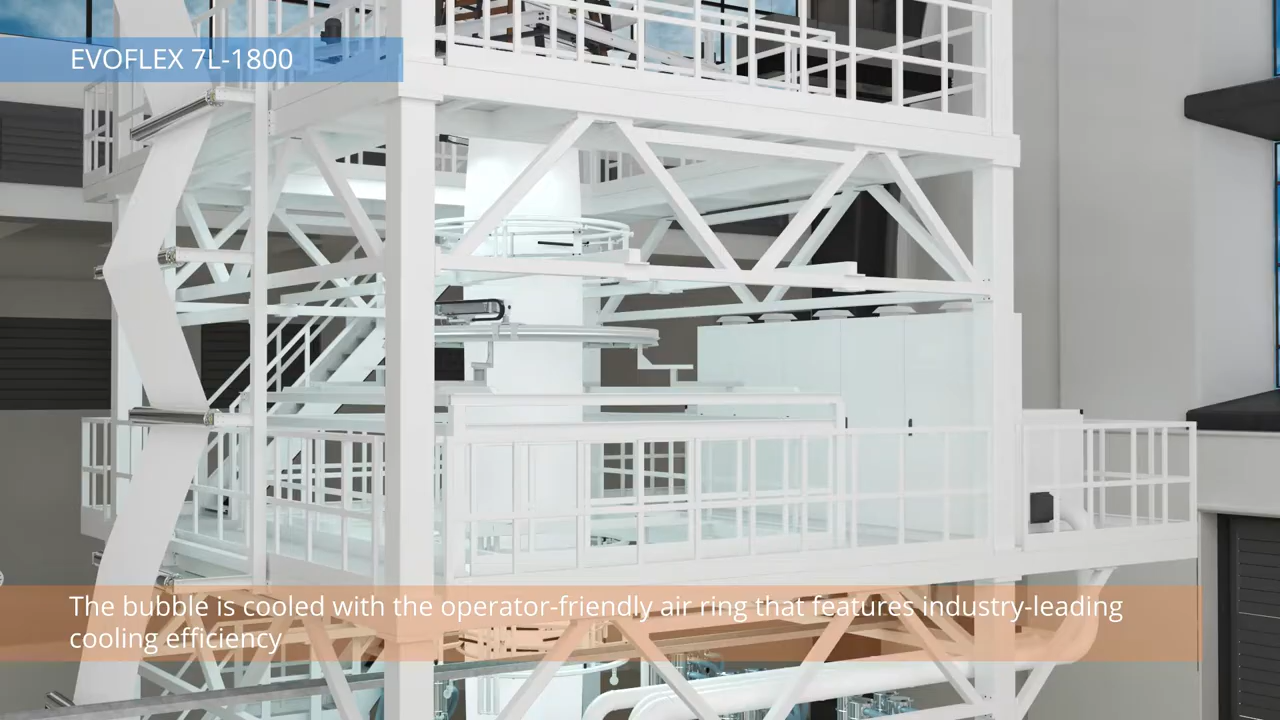 EVOFLEX 7L-1800
The bubble is cooled with the operator-friendly air ring that features industry-leading
cooling efficiency